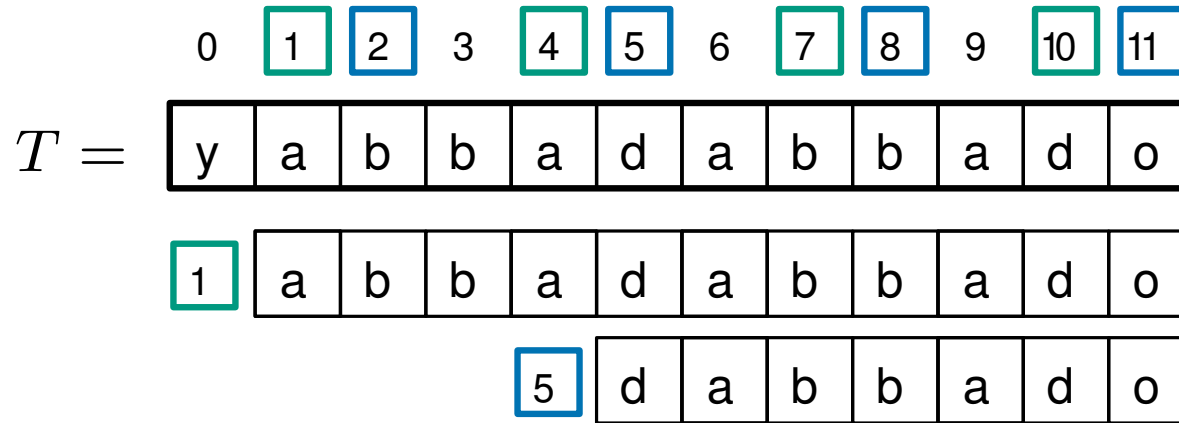 0 1 2 3 4 5 6 7 8 9 10 11
T = y a b b a d a b b a d o
1 a b b a d a b b a d o
5 d a b b a d o